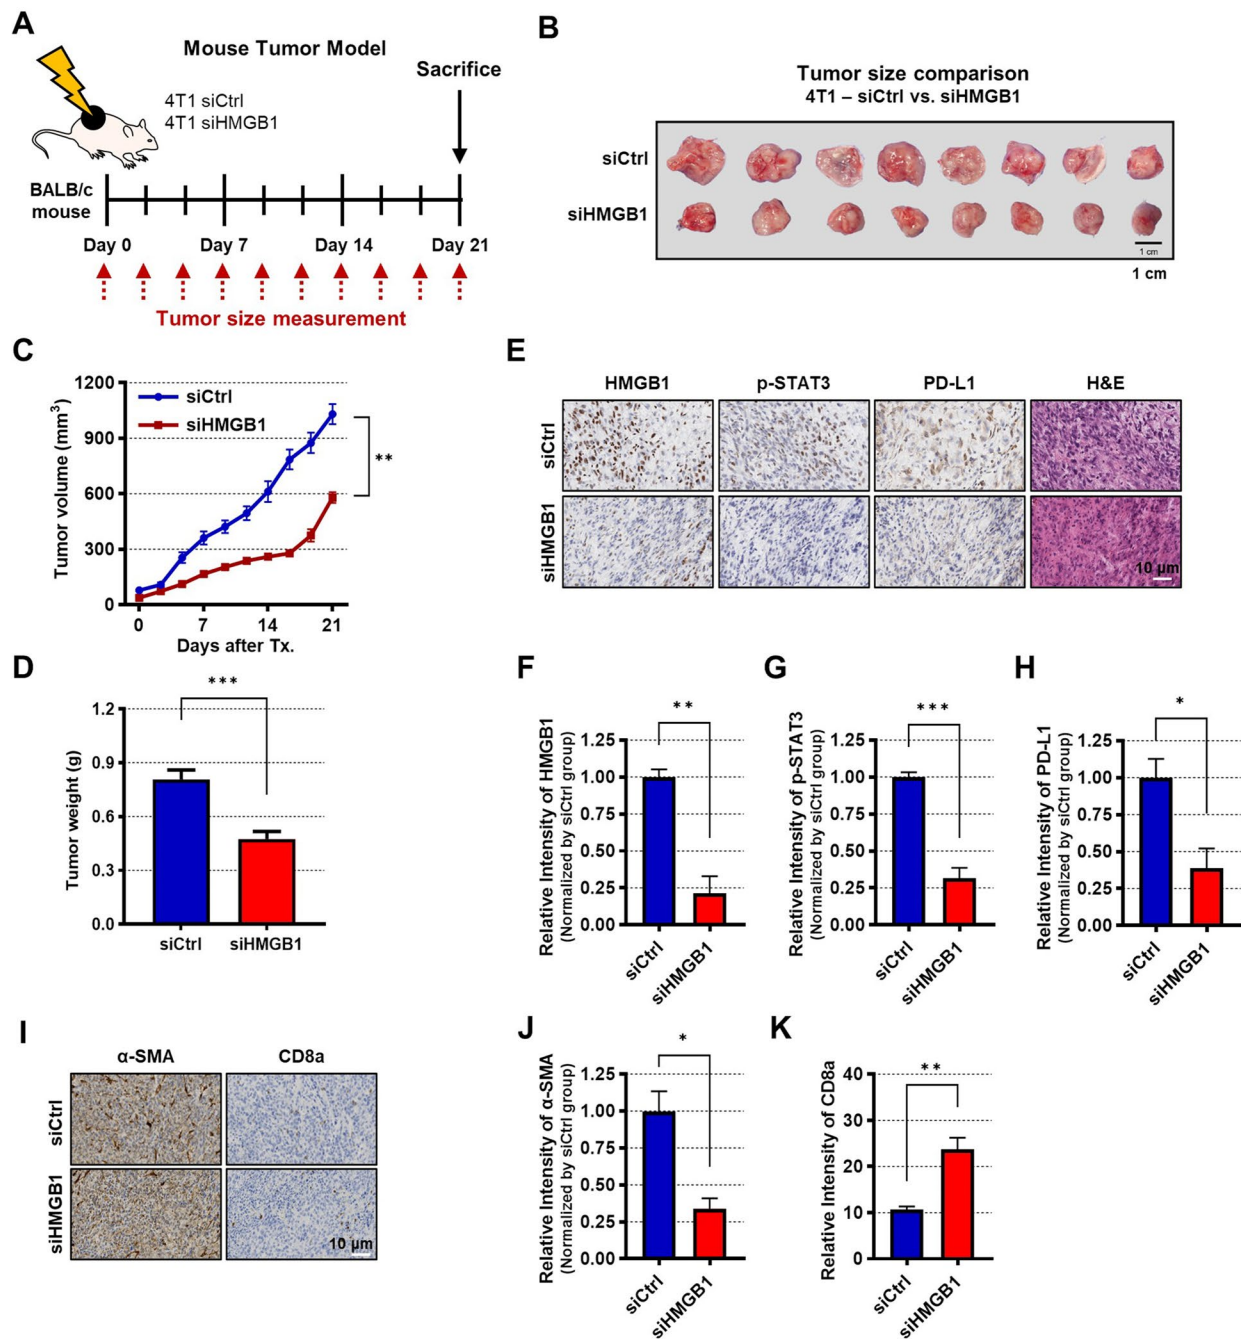 A
Mouse Tumor Model
4T1 siCtrl
4T1 siHMGB1
Sacrifice
BALB/c
mouse
Day 0
Day 7
Day 14
Day 21
Tumor size measurement
B
Tumor size comparison
4T1 – siCtrl vs. siHMGB1
siCtrl
siHMGB1
1 cm
1 cm
C
Tumor volume (mm³)
1200
900
600
300
0
siCtrl
siHMGB1
**
0
7
14
21
Days after Tx.
D
Tumor weight (g)
1.2
0.9
0.6
0.3
0.0
***
siCtrl
siHMGB1
E
HMGB1
p-STAT3
PD-L1
H&E
siCtrl
siHMGB1
10 μm
F
Relative Intensity of HMGB1
(Normalized by siCtrl group)
1.25
1.00
0.75
0.50
0.25
0.00
**
siCtrl
siHMGB1
G
Relative Intensity of p-STAT3
(Normalized by siCtrl group)
1.25
1.00
0.75
0.50
0.25
0.00
***
siCtrl
siHMGB1
H
Relative Intensity of PD-L1
(Normalized by siCtrl group)
1.25
1.00
0.75
0.50
0.25
0.00
*
siCtrl
siHMGB1
I
α-SMA
CD8a
siCtrl
siHMGB1
10 μm
J
Relative Intensity of α-SMA
(Normalized by siCtrl group)
1.25
1.00
0.75
0.50
0.25
0.00
*
siCtrl
siHMGB1
K
Relative Intensity of CD8a
40
30
20
10
0
**
siCtrl
siHMGB1